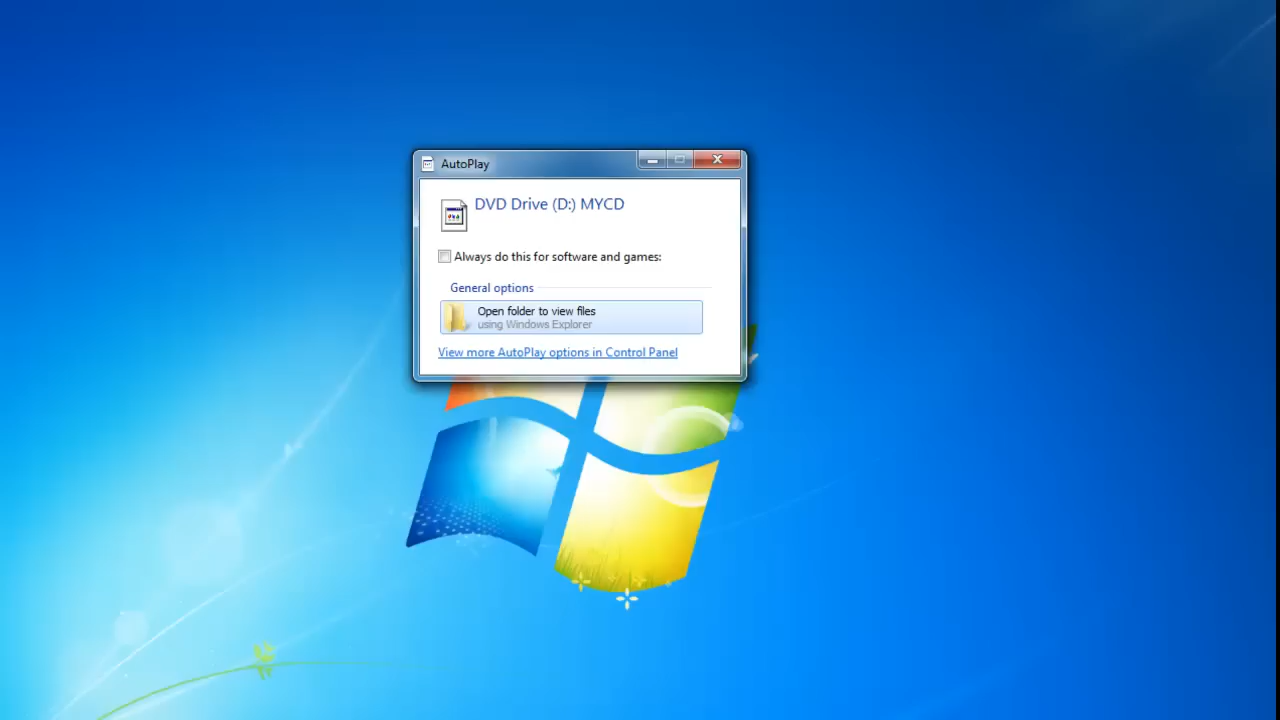 AutoPlay
DVD Drive (D:) MYCD
Always do this for software and games:
General options
Open folder to view files
using Windows Explorer
View more AutoPlay options in Control Panel